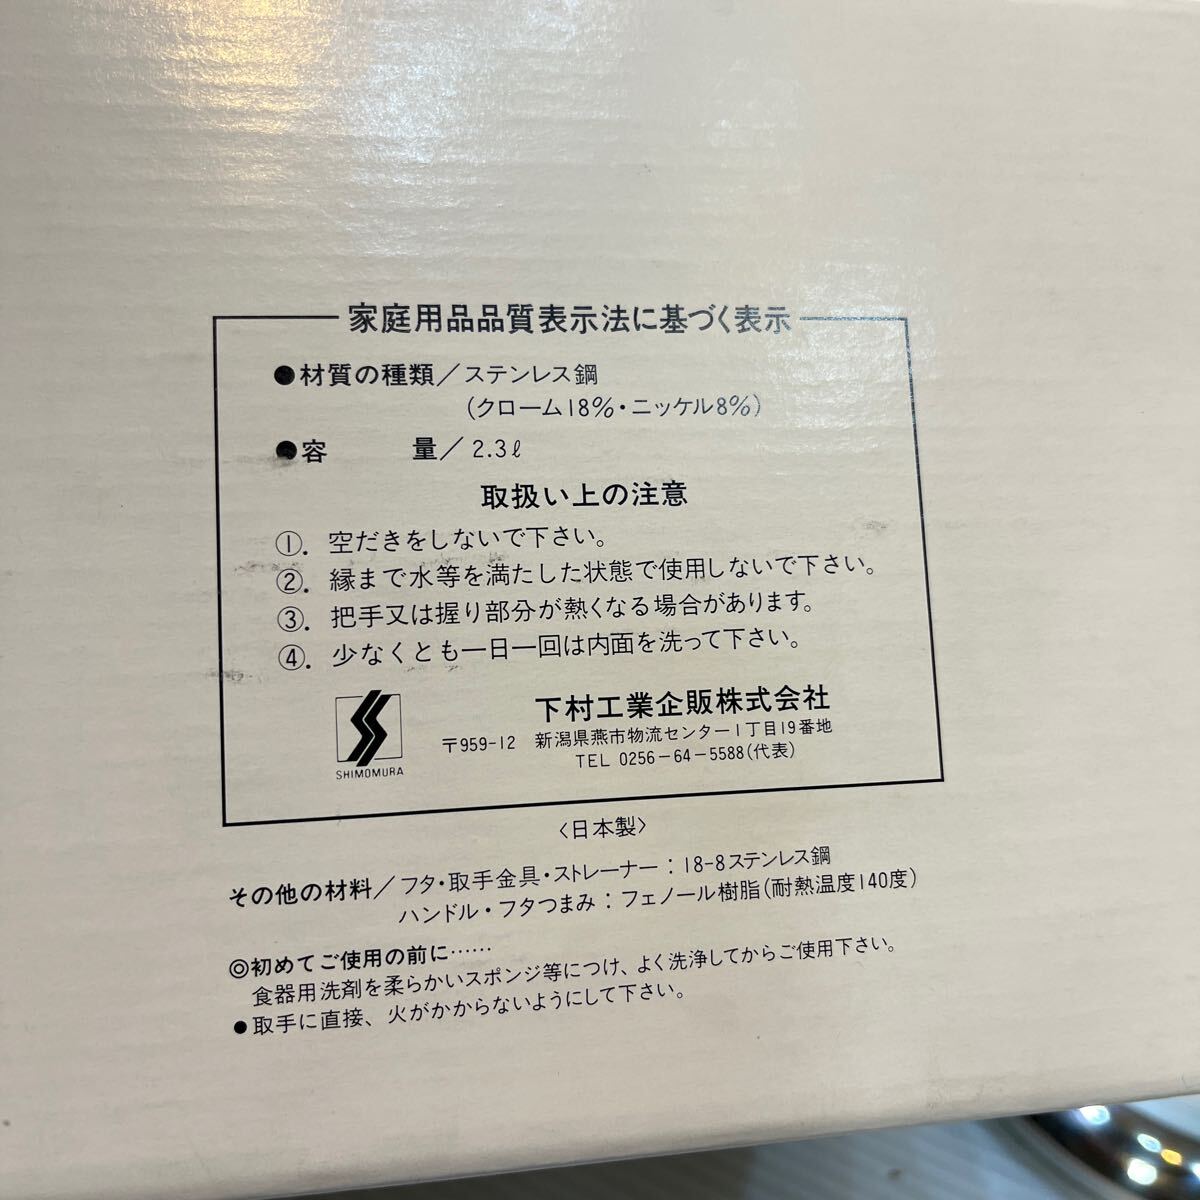 家庭用品品質表示法に基づく表示
●材質の種類／ステンレス鋼
(クローム18%・ニッケル8%)
●容　量／2.3ℓ
取扱い上の注意
①. 空だきをしないで下さい。
②. 縁まで水等を満たした状態で使用しないで下さい。
③. 把手又は握り部分が熱くなる場合があります。
④. 少なくとも一日一回は内面を洗って下さい。
下村工業企販株式会社
〒959-12　新潟県燕市物流センター1丁目19番地
TEL 0256-64-5588(代表)
SHIMOMURA
〈日本製〉
その他の材料／フタ・取手金具・ストレーナー：18-8ステンレス鋼
ハンドル・フタつまみ：フェノール樹脂(耐熱温度140度)
◎初めてご使用の前に……
食器用洗剤を柔らかいスポンジ等につけ、よく洗浄してからご使用下さい。
●取手に直接、火がかからないようにして下さい。